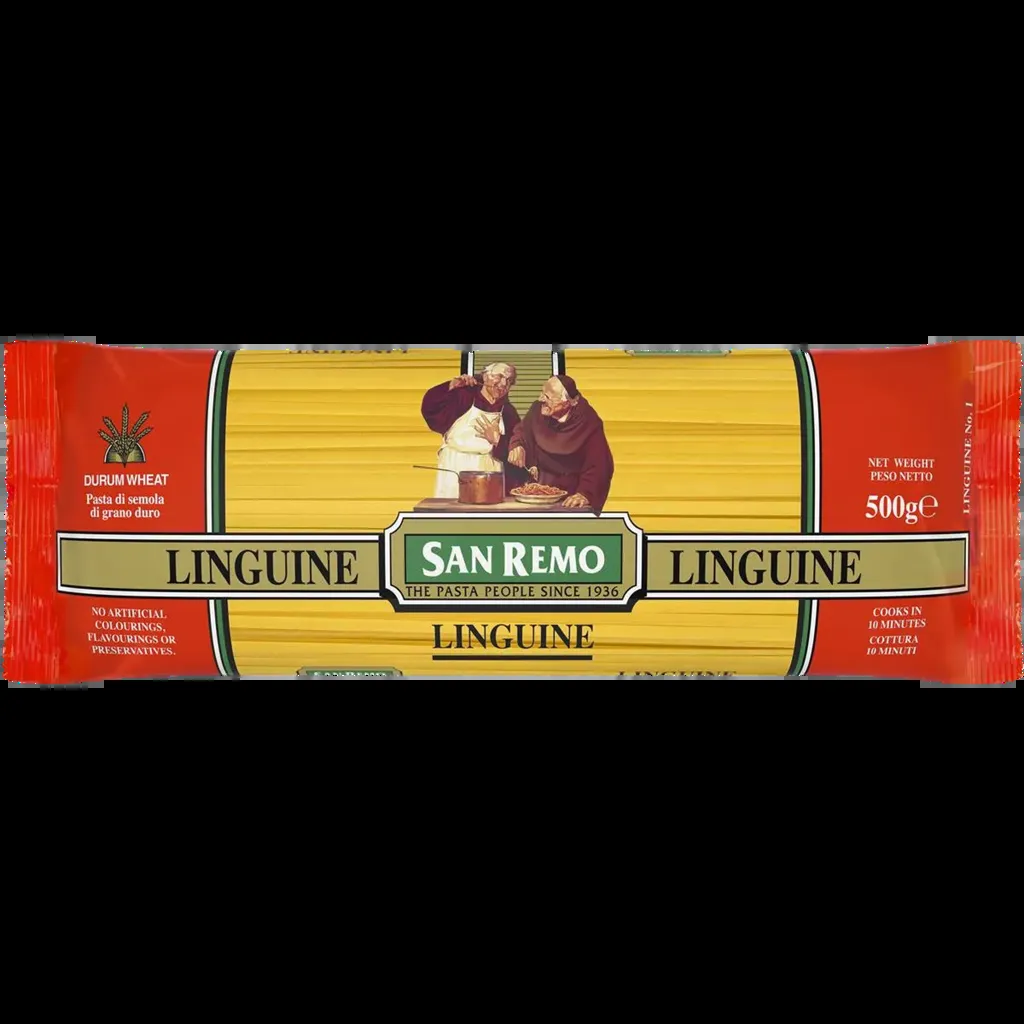 DURUM WHEAT
Pasta di semola
di grano duro
NET WEIGHT
PESO NETTO
500g℮
LINGUINE No. 1
LINGUINE
SAN REMO
THE PASTA PEOPLE SINCE 1936
LINGUINE
LINGUINE
NO ARTIFICIAL
COLOURINGS,
FLAVOURINGS OR
PRESERVATIVES.
COOKS IN
10 MINUTES
COTTURA
10 MINUTI